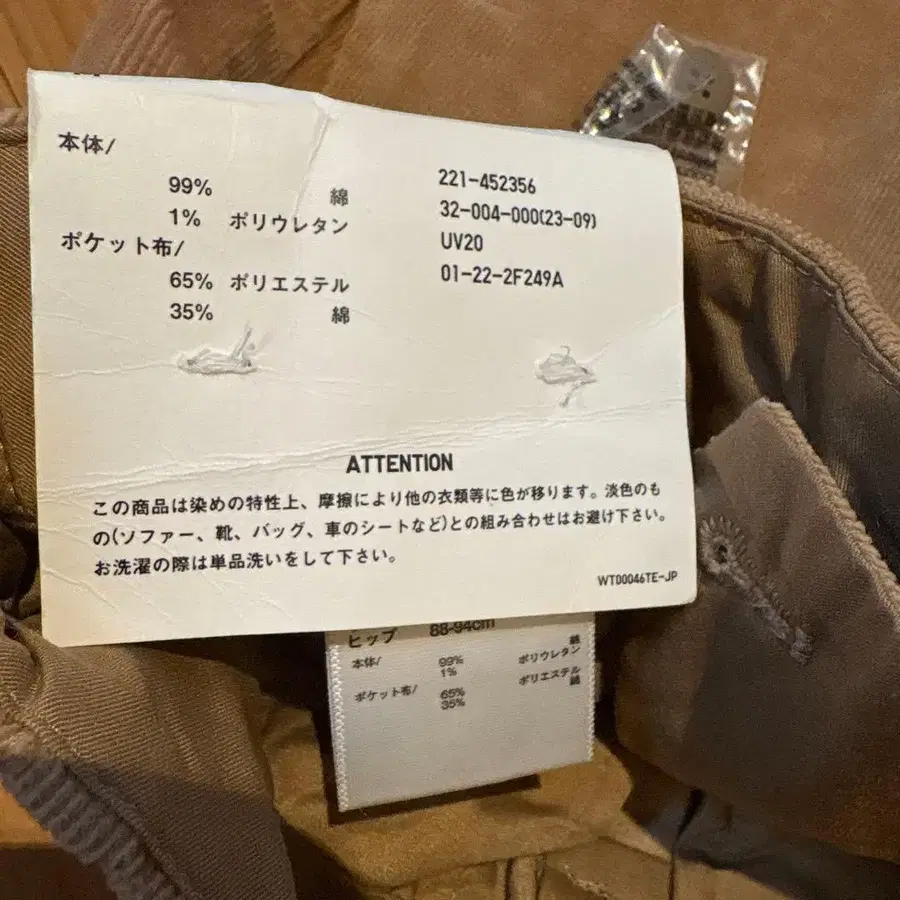 本体/
99% 綿
1% ポリウレタン
ポケット布/
65% ポリエステル
35% 綿
221-452356
32-004-000(23-09)
UV20
01-22-2F249A
ATTENTION
この商品は染めの特性上、摩擦により他の衣類等に色が移ります。淡色のも
の(ソファー、靴、バッグ、車のシートなど)との組み合わせはお避け下さい。
お洗濯の際は単品洗いをして下さい。
WT00046TE-JP
ヒップ 88-94cm
本体/ 99% 綿
1% ポリウレタン
ポケット布/ 65% ポリエステル
35% 綿